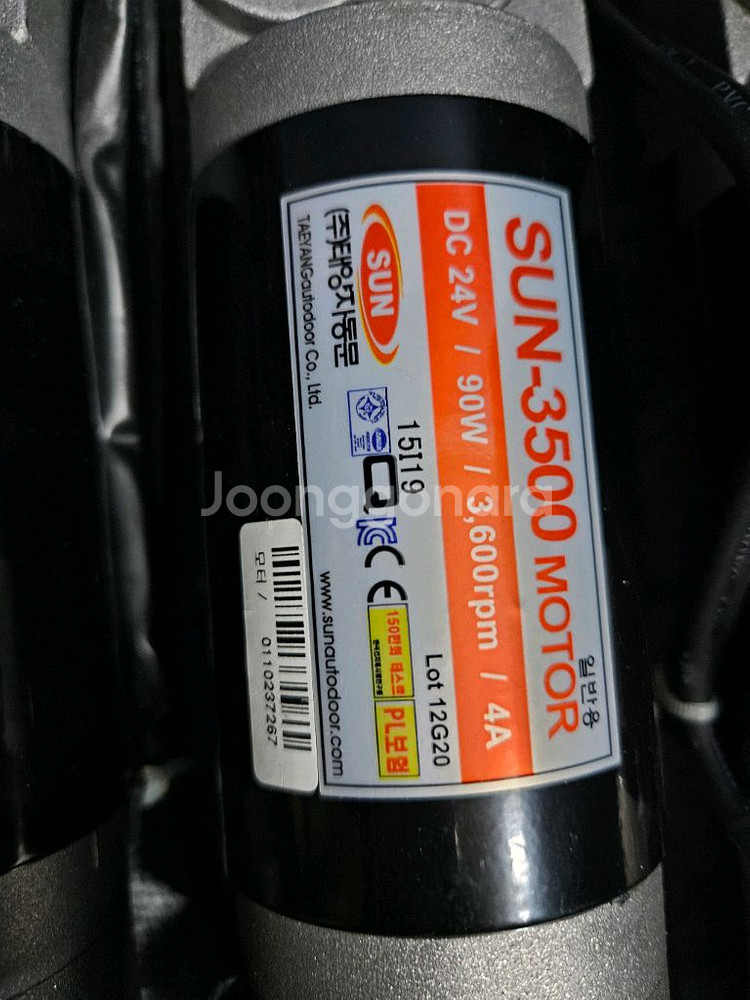 SUN-3500 MOTOR
일반용
DC 24V / 90W / 3,600rpm / 4A
SUN
15I19
Lot 12G20
(주)태양자동문
TAEYANGautodoor Co., Ltd.
CE
150만회 테스트
PL보험
www.sunautodoor.com
모터 /
0110237267
Joonggonara
PVC